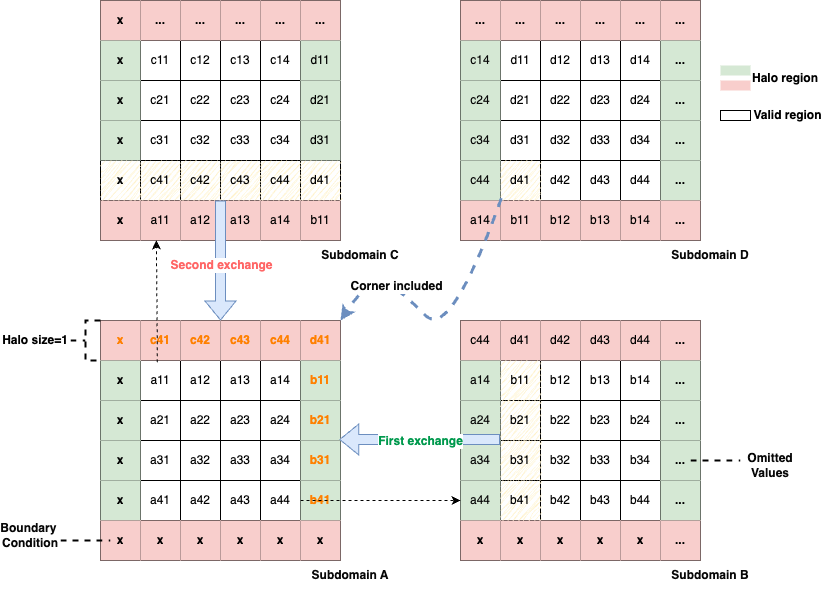 x ... ... ... ... ...
x c11 c12 c13 c14 d11
x c21 c22 c23 c24 d21
x c31 c32 c33 c34 d31
x c41 c42 c43 c44 d41
x a11 a12 a13 a14 b11
Subdomain C
... ... ... ... ... ...
c14 d11 d12 d13 d14 ...
c24 d21 d22 d23 d24 ...
c34 d31 d32 d33 d34 ...
c44 d41 d42 d43 d44 ...
a14 b11 b12 b13 b14 ...
Subdomain D
Halo region
Valid region
Second exchange
Corner included
Halo size=1
x c41 c42 c43 c44 d41
x a11 a12 a13 a14 b11
x a21 a22 a23 a24 b21
x a31 a32 a33 a34 b31
x a41 a42 a43 a44 b41
x x x x x x
Subdomain A
First exchange
c44 d41 d42 d43 d44 ...
a14 b11 b12 b13 b14 ...
a24 b21 b22 b23 b24 ...
a34 b31 b32 b33 b34 ...
a44 b41 b42 b43 b44 ...
x x x x x ...
Subdomain B
Omitted
Values
Boundary
Condition